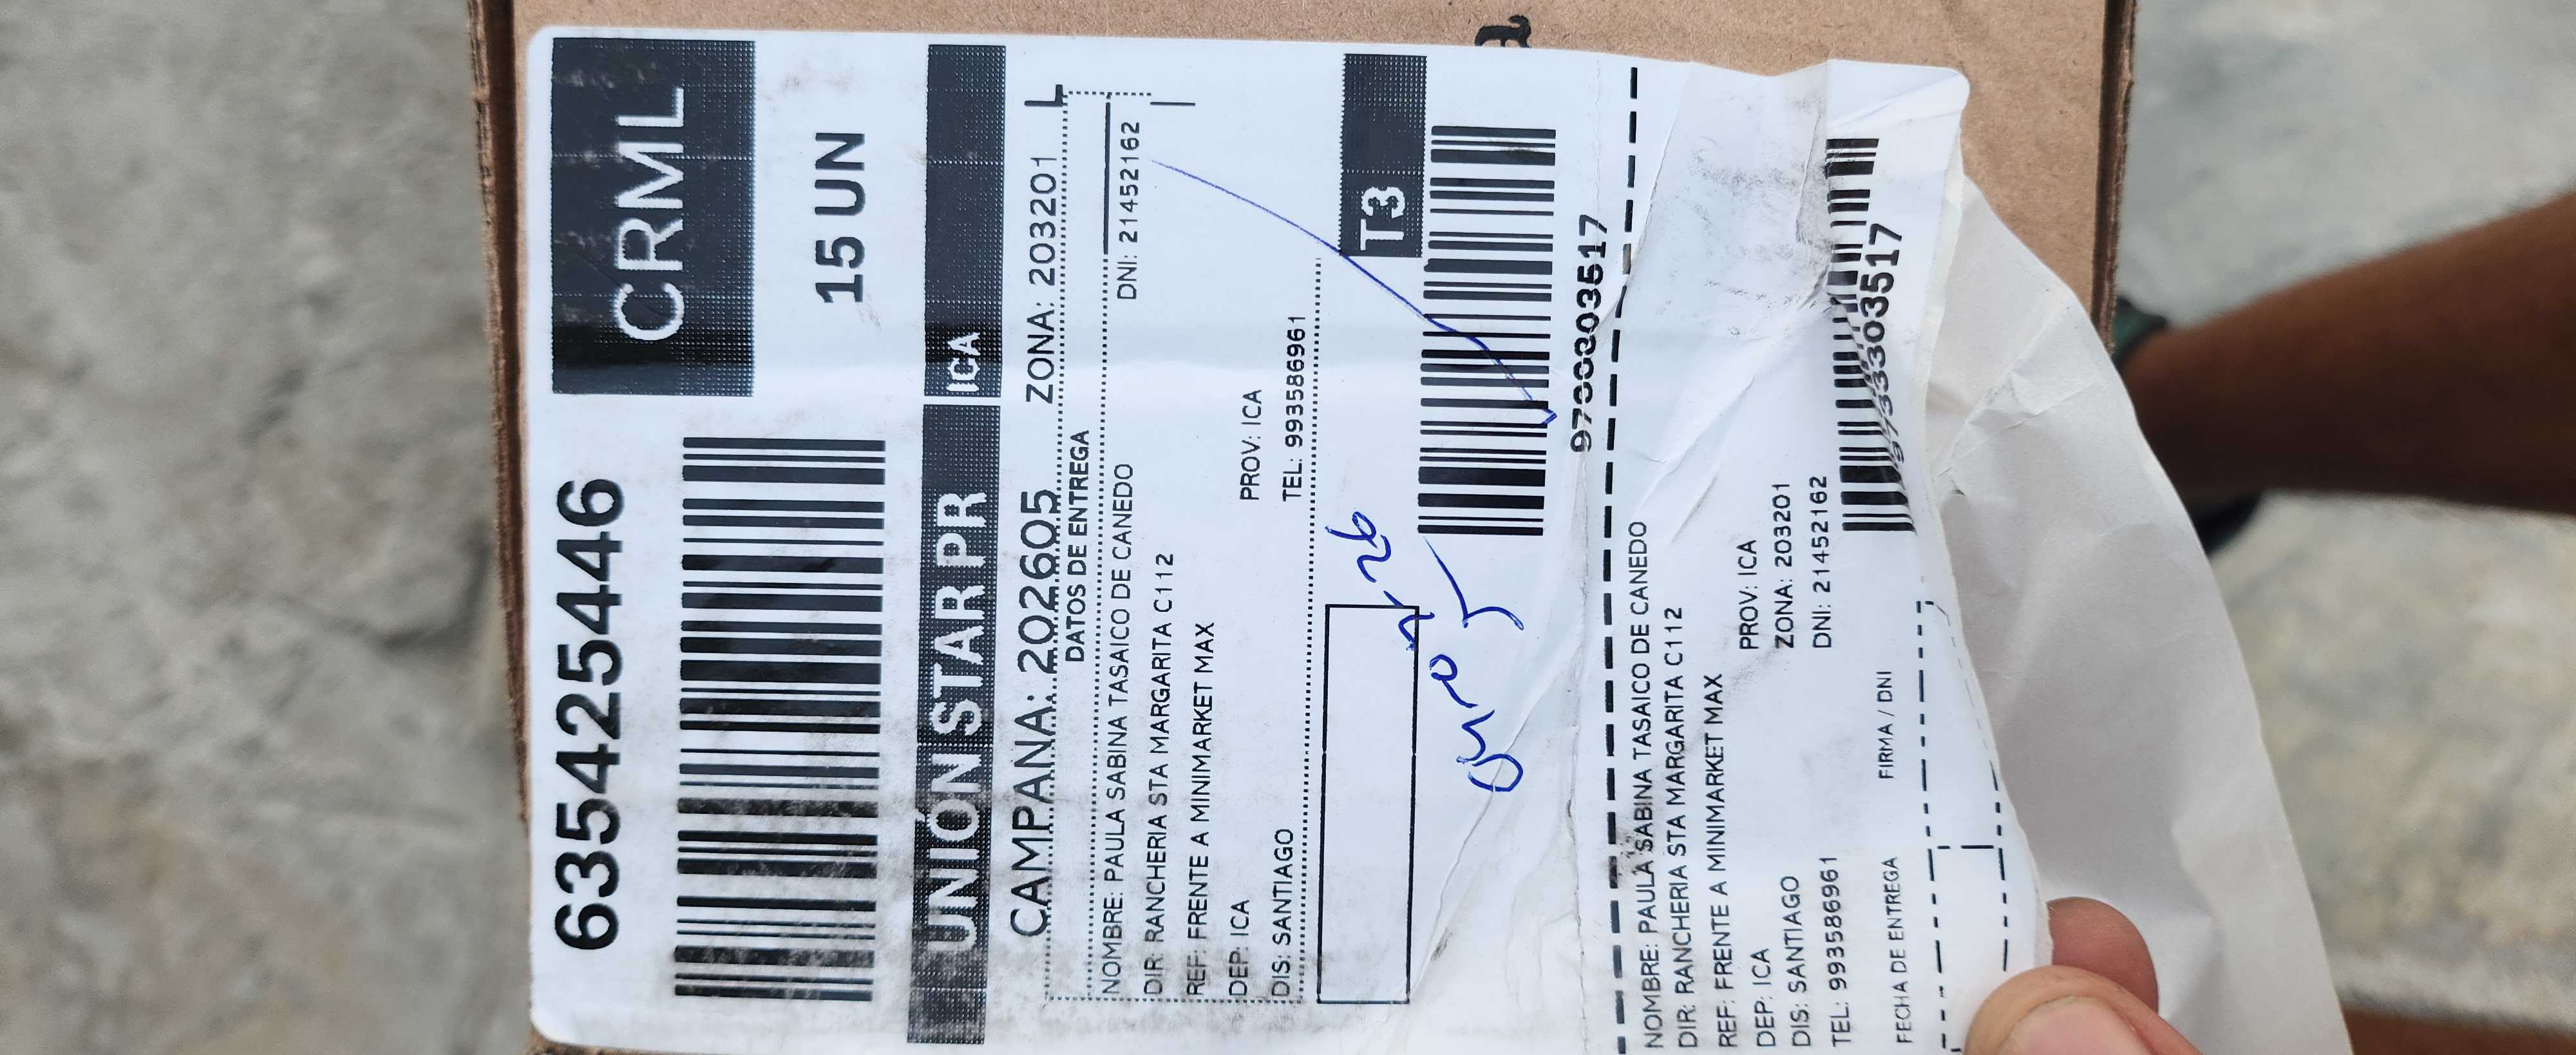 635425446
CRML
15 UN
UNIÓN STAR PR
ICA
CAMPANA: 202605 ZONA: 203201 L
DATOS DE ENTREGA
NOMBRE: PAULA SABINA TASAICO DE CANEDO DNI: 21452162
DIR: RANCHERIA STA MARGARITA C112
REF: FRENTE A MINIMARKET MAX
DEP: ICA PROV: ICA
DIS: SANTIAGO TEL: 993586961
T3
NOMBRE: PAULA SABINA TASAICO DE CANEDO
DIR: RANCHERIA STA MARGARITA C112
REF: FRENTE A MINIMARKET MAX
DEP: ICA PROV: ICA
DIS: SANTIAGO ZONA: 203201
TEL: 993586961 DNI: 21452162
FECHA DE ENTREGA FIRMA / DNI